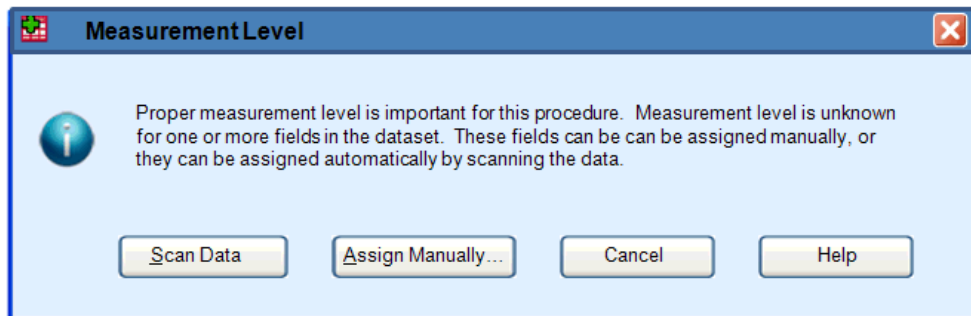 Measurement Level
Proper measurement level is important for this procedure. Measurement level is unknown
for one or more fields in the dataset. These fields can be can be assigned manually, or
they can be assigned automatically by scanning the data.
Scan Data Assign Manually... Cancel Help